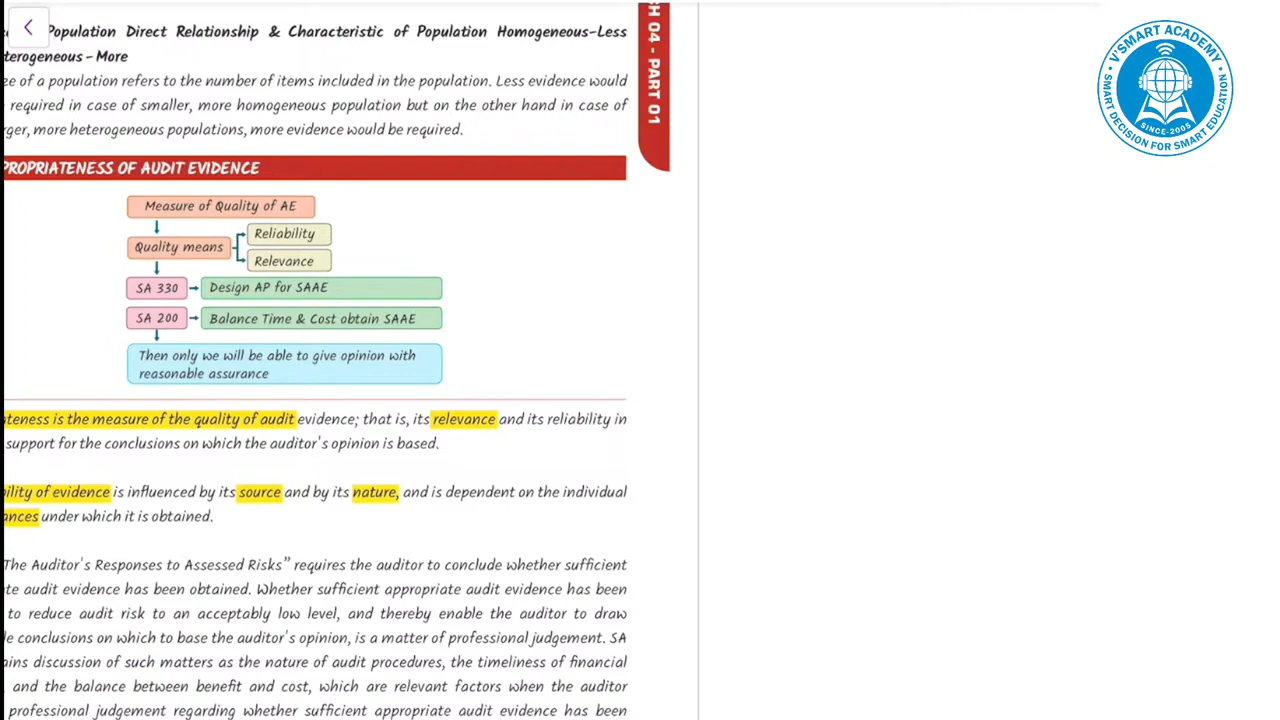 Population Direct Relationship & Characteristic of Population Homogeneous-Less
terogeneous - More
ze of a population refers to the number of items included in the population. Less evidence would
required in case of smaller, more homogeneous population but on the other hand in case of
rger, more heterogeneous populations, more evidence would be required.
PROPRIATENESS OF AUDIT EVIDENCE
Measure of Quality of AE
Quality means
Reliability
Relevance
SA 330
Design AP for SAAE
SA 200
Balance Time & Cost obtain SAAE
Then only we will be able to give opinion with
reasonable assurance
ateness is the measure of the quality of audit evidence; that is, its relevance and its reliability in
support for the conclusions on which the auditor's opinion is based.
bility of evidence is influenced by its source and by its nature, and is dependent on the individual
ances under which it is obtained.
The Auditor's Responses to Assessed Risks" requires the auditor to conclude whether sufficient
te audit evidence has been obtained. Whether sufficient appropriate audit evidence has been
to reduce audit risk to an acceptably low level, and thereby enable the auditor to draw
le conclusions on which to base the auditor's opinion, is a matter of professional judgement. SA
ains discussion of such matters as the nature of audit procedures, the timeliness of financial
, and the balance between benefit and cost, which are relevant factors when the auditor
professional judgement regarding whether sufficient appropriate audit evidence has been
CH 04 - PART 01
V'SMART ACADEMY
SINCE-2005
SMART DECISION FOR SMART EDUCATION